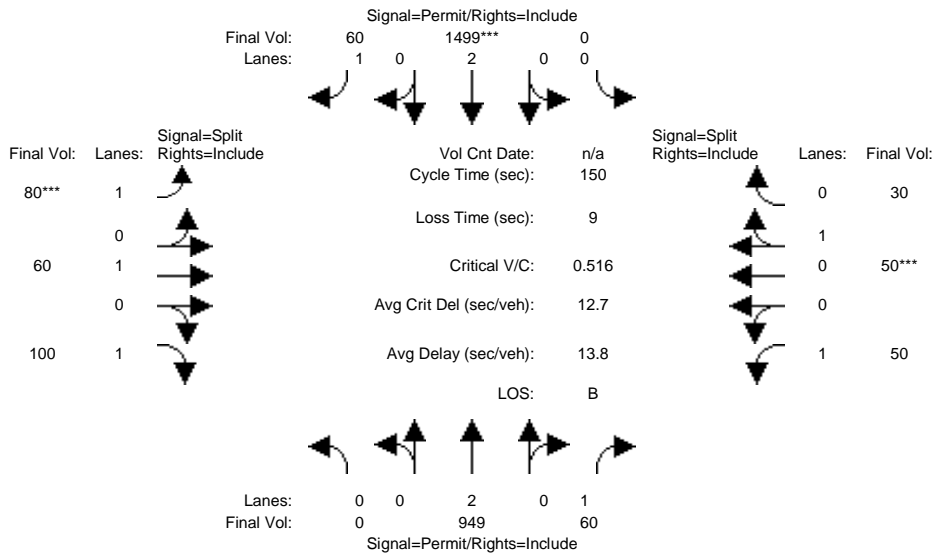 Signal=Permit/Rights=Include
Final Vol: 60 1499*** 0
Lanes: 1 0 2 0 0
Signal=Split
Final Vol: Lanes: Rights=Include
Vol Cnt Date: n/a
Signal=Split
Rights=Include Lanes: Final Vol:
Cycle Time (sec): 150
80*** 1
0 30
Loss Time (sec): 9
0
1
60 1
Critical V/C: 0.516
0 50***
0
Avg Crit Del (sec/veh): 12.7
0
100 1
Avg Delay (sec/veh): 13.8
1 50
LOS: B
Lanes: 0 0 2 0 1
Final Vol: 0 949 60
Signal=Permit/Rights=Include